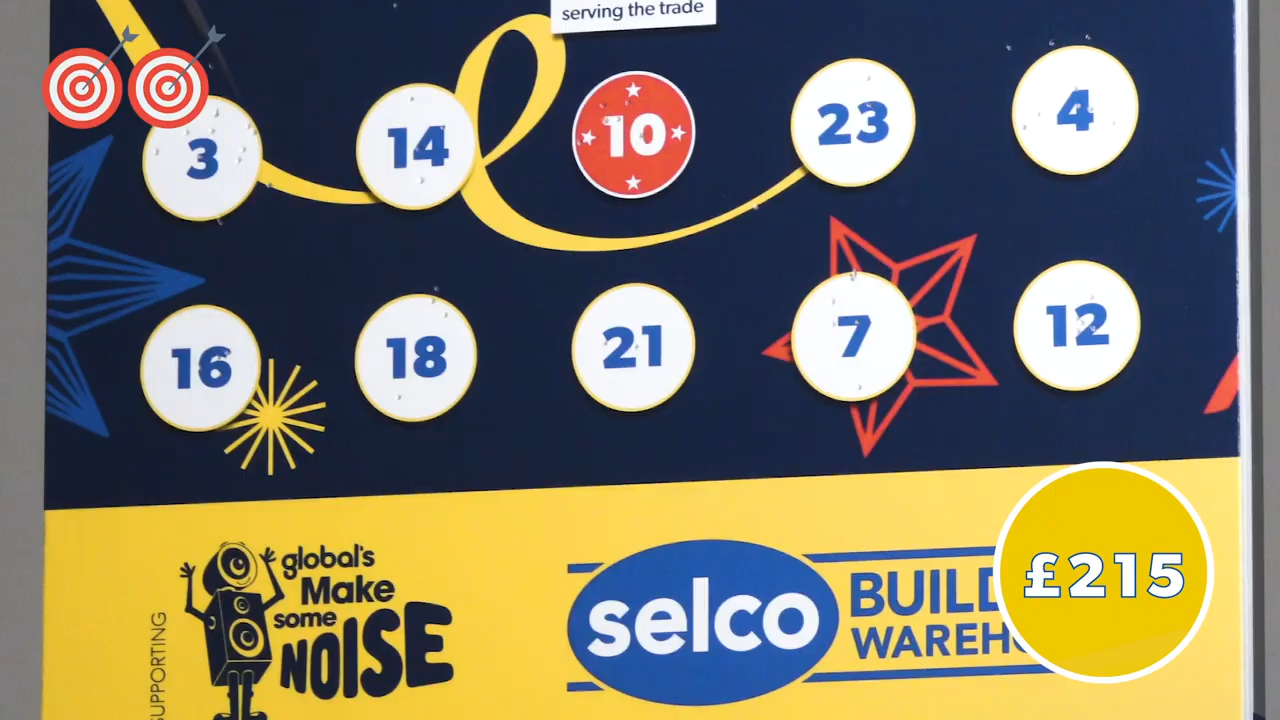 serving the trade
3 14 10 23 4
16 18 21 7 12
SUPPORTING
global's
Make
some
NOISE
selco
BUILD
WAREHO
£215